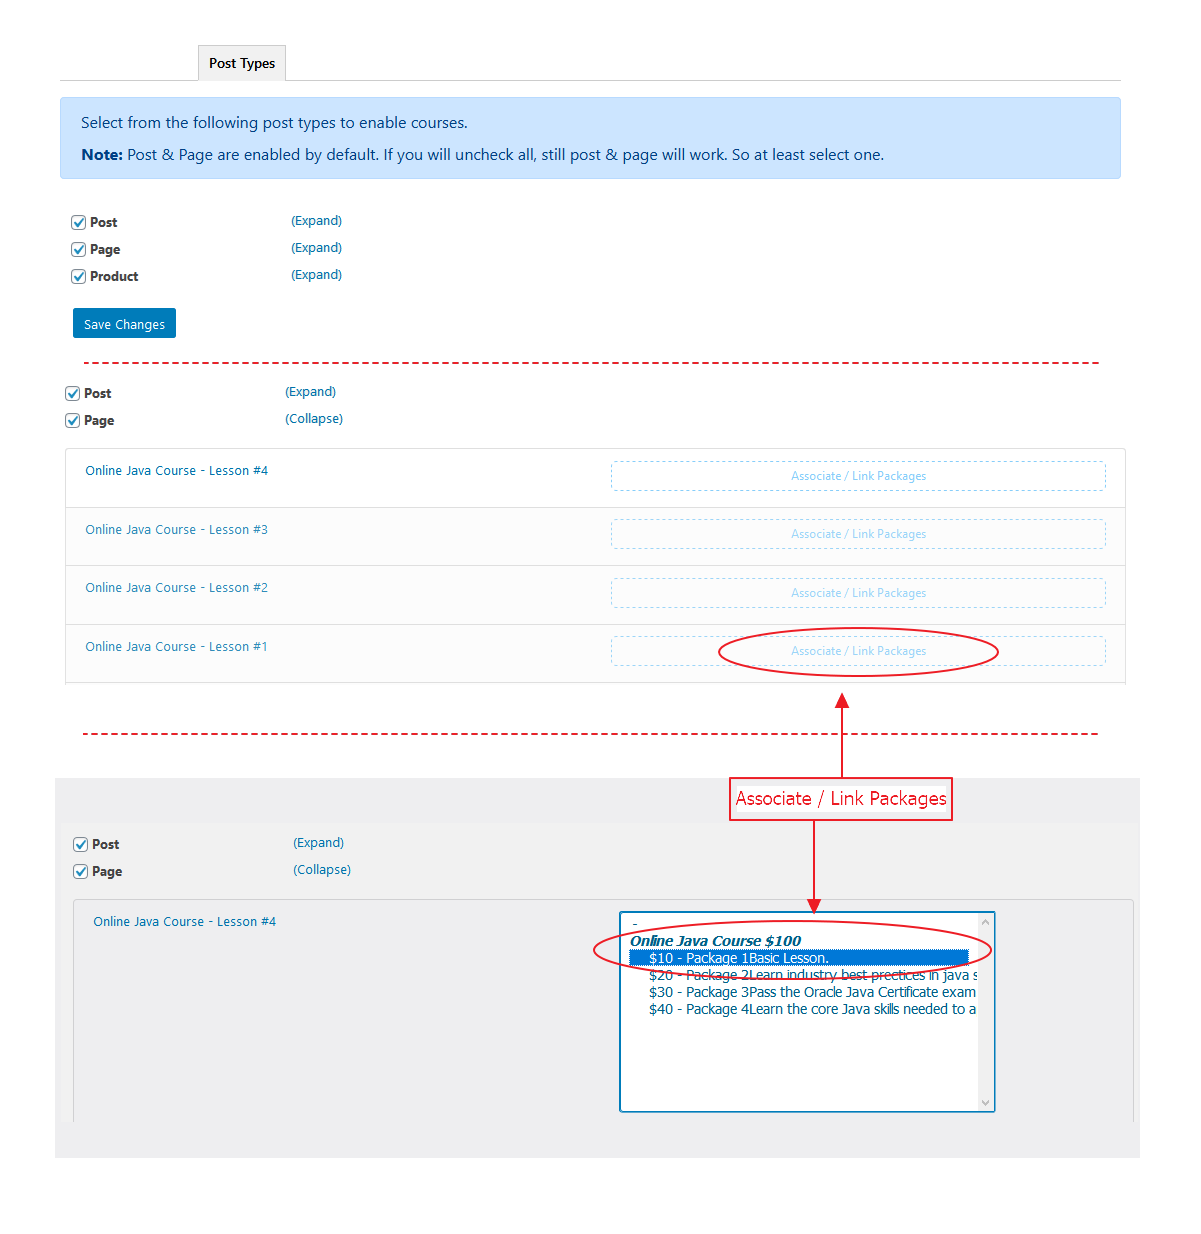 Post Types
Select from the following post types to enable courses.
Note: Post & Page are enabled by default. If you will uncheck all, still post & page will work. So at least select one.
Post (Expand)
Page (Expand)
Product (Expand)
Save Changes
Post (Expand)
Page (Collapse)
Online Java Course - Lesson #4 Associate / Link Packages
Online Java Course - Lesson #3 Associate / Link Packages
Online Java Course - Lesson #2 Associate / Link Packages
Online Java Course - Lesson #1 Associate / Link Packages
Associate / Link Packages
Post (Expand)
Page (Collapse)
Online Java Course - Lesson #4
-
Online Java Course $100
$10 - Package 1Basic Lesson.
$20 - Package 2Learn industry best prectices in java s
$30 - Package 3Pass the Oracle Java Certificate exam
$40 - Package 4Learn the core Java skills needed to a